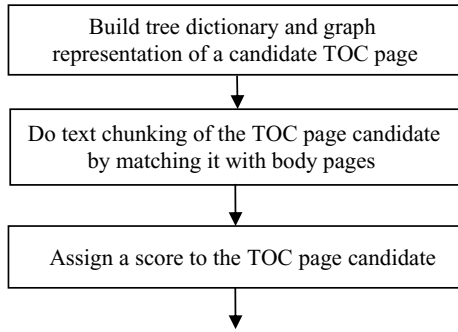 Build tree dictionary and graph
representation of a candidate TOC page
Do text chunking of the TOC page candidate
by matching it with body pages
Assign a score to the TOC page candidate